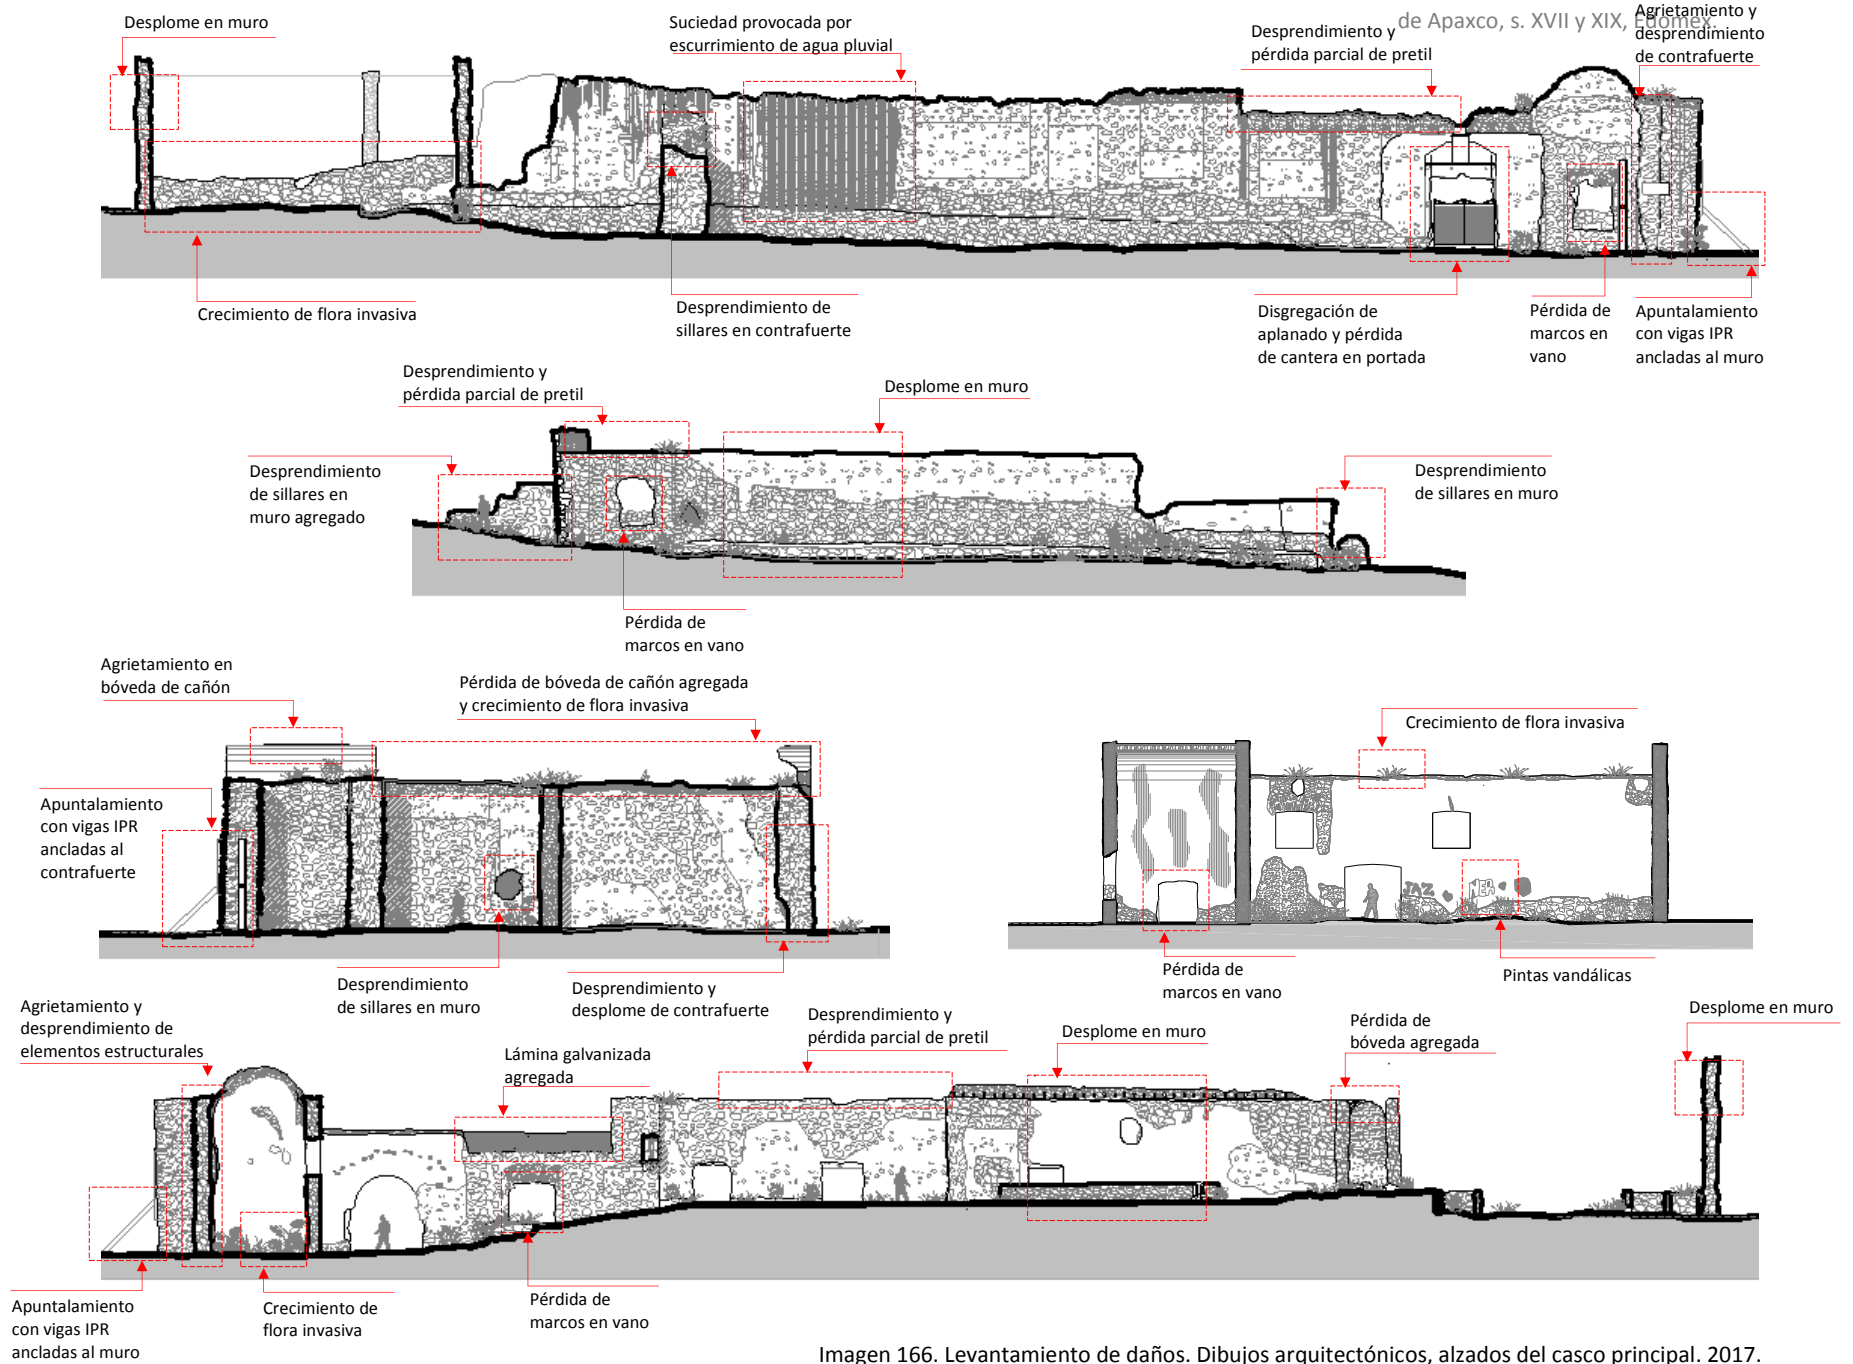 de Apaxco, s. XVII y XIX, Edomex.
Desplome en muro
Suciedad provocada por
escurrimiento de agua pluvial
Desprendimiento y
pérdida parcial de pretil
Agrietamiento y
desprendimiento
de contrafuerte
Crecimiento de flora invasiva
Desprendimiento de
sillares en contrafuerte
Disgregación de
aplanado y pérdida
de cantera en portada
Pérdida de
marcos en
vano
Apuntalamiento
con vigas IPR
ancladas al muro
Desprendimiento y
pérdida parcial de pretil
Desplome en muro
Desprendimiento
de sillares en
muro agregado
Desprendimiento
de sillares en muro
Pérdida de
marcos en vano
Agrietamiento en
bóveda de cañón
Pérdida de bóveda de cañón agregada
y crecimiento de flora invasiva
Apuntalamiento
con vigas IPR
ancladas al
contrafuerte
Desprendimiento
de sillares en muro
Desprendimiento y
desplome de contrafuerte
Crecimiento de flora invasiva
JAZ
Pérdida de
marcos en vano
Pintas vandálicas
Agrietamiento y
desprendimiento de
elementos estructurales
Lámina galvanizada
agregada
Desprendimiento y
pérdida parcial de pretil
Desplome en muro
Pérdida de
bóveda agregada
Desplome en muro
Apuntalamiento
con vigas IPR
ancladas al muro
Crecimiento de
flora invasiva
Pérdida de
marcos en vano
Imagen 166. Levantamiento de daños. Dibujos arquitectónicos, alzados del casco principal. 2017.